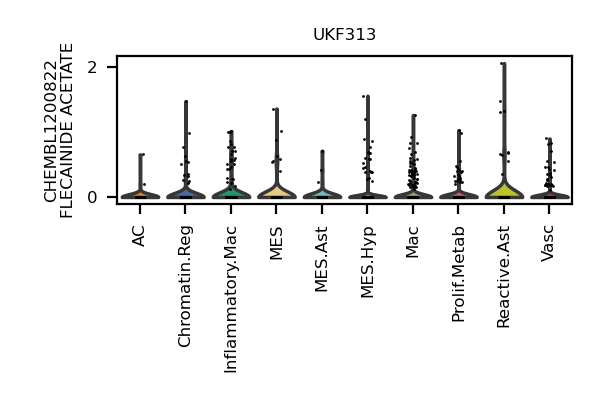 UKF313
CHEMBL1200822
FLECAINIDE ACETATE
2
0
AC
Chromatin.Reg
Inflammatory.Mac
MES
MES.Ast
MES.Hyp
Mac
Prolif.Metab
Reactive.Ast
Vasc